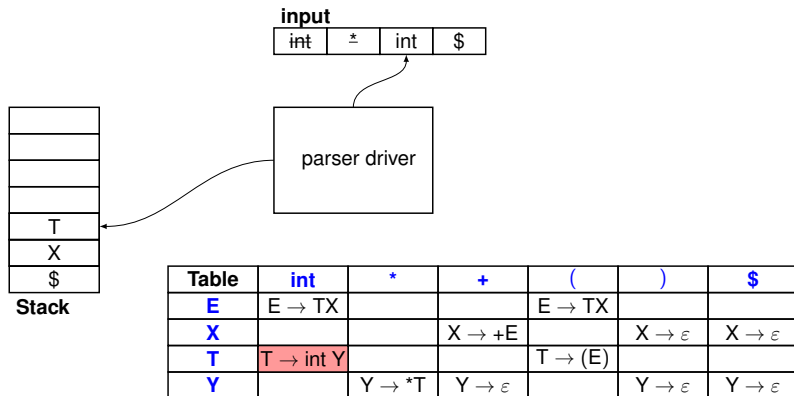 input
int * int $
parser driver
T
X
$
Stack
Table int * + ( ) $
E E → TX E → TX
X X → +E X → ε X → ε
T T → int Y T → (E)
Y Y → *T Y → ε Y → ε Y → ε